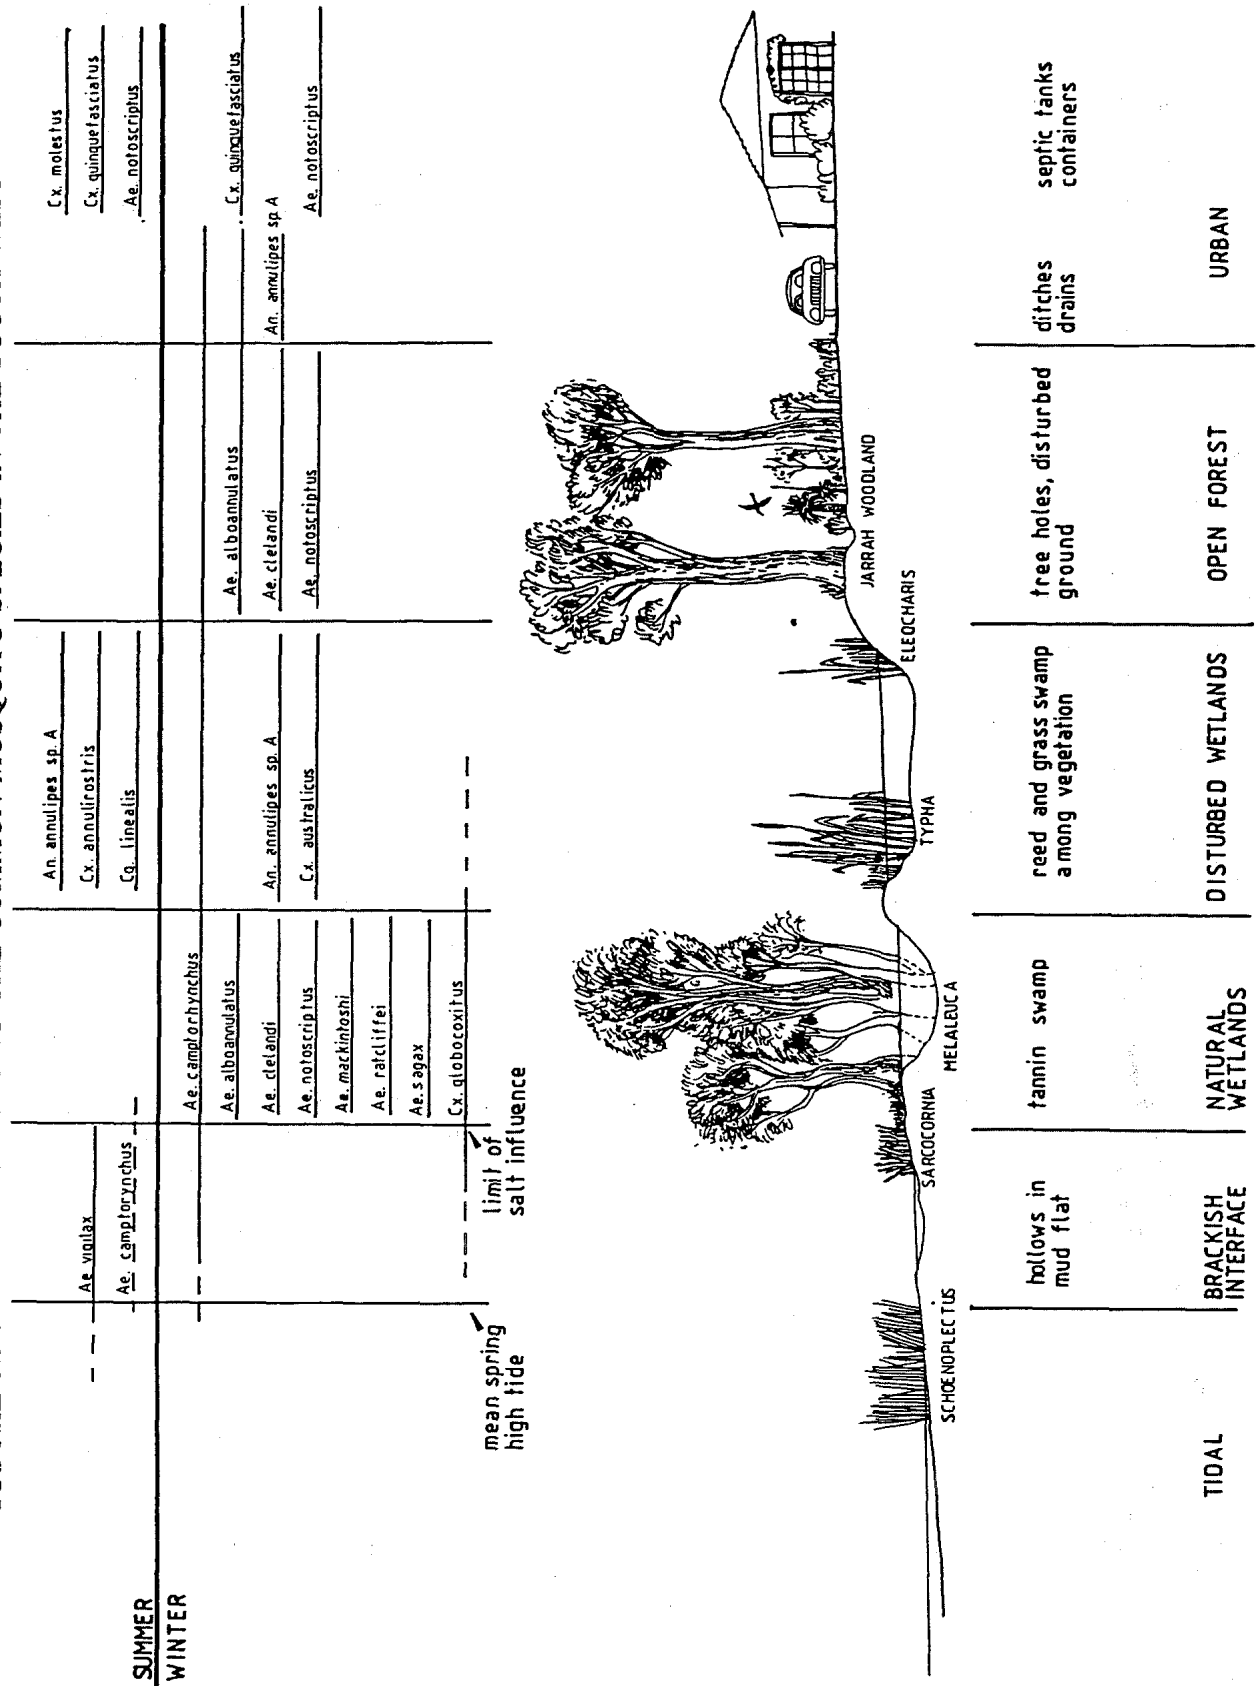 SUMMER
WINTER
Ae vigilax
Ae. camptorynchus
An. annulipes sp. A
Cx. annulirostris
Cq. linealis
Cx. molestus
Cx. quinquefasciatus
Ae. notoscriptus
Ae. camptorhynchus
Ae. alboannulatus
Ae. clelandi
Ae. notoscriptus
Ae. mackintoshi
Ae. ratcliffei
Ae. sagax
Cx. globocoxitus
An. annulipes sp. A
Cx. australicus
Ae. alboannulatus
Ae. clelandi
Ae. notoscriptus
Cx. quinquefasciatus
An. annulipes sp. A
Ae. notoscriptus
mean spring
high tide
limit of
salt influence
SCHOENOPLECTUS
SARCOCORNIA
MELALEUCA
TYPHA
ELEOCHARIS
JARRAH WOODLAND
hollows in
mud flat
tannin swamp
reed and grass swamp
among vegetation
tree holes, disturbed
ground
ditches
drains
septic tanks
containers
TIDAL
BRACKISH
INTERFACE
NATURAL
WETLANDS
DISTURBED WETLANDS
OPEN FOREST
URBAN